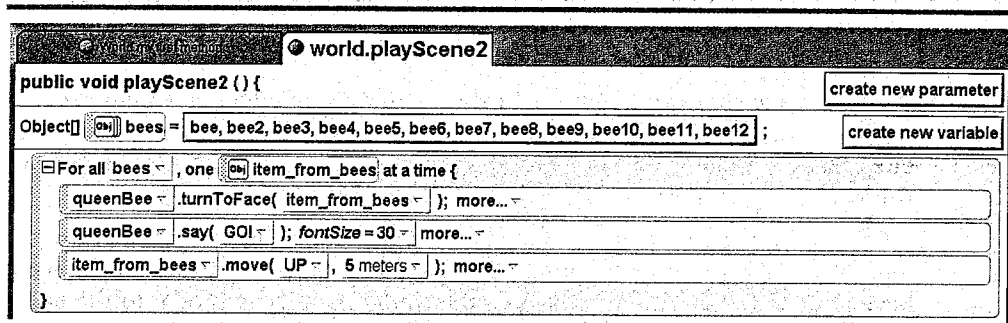 world.playScene2
public void playScene2 () {
create new parameter
Object[] obj bees = bee, bee2, bee3, bee4, bee5, bee6, bee7, bee8, bee9, bee10, bee11, bee12 ;
create new variable
For all bees , one obj item_from_bees at a time {
queenBee .turnToFace( item_from_bees ); more...
queenBee .say( GO! ); fontSize = 30 more...
item_from_bees .move( UP , 5 meters ); more...
}